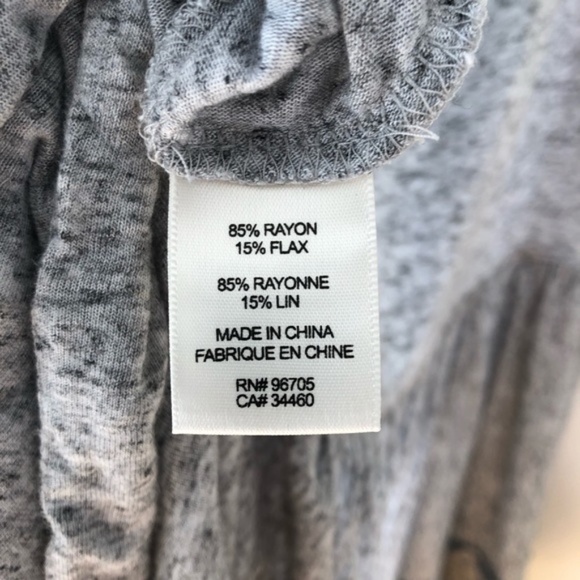 85% RAYON
15% FLAX
85% RAYONNE
15% LIN
MADE IN CHINA
FABRIQUE EN CHINE
RN# 96705
CA# 34460